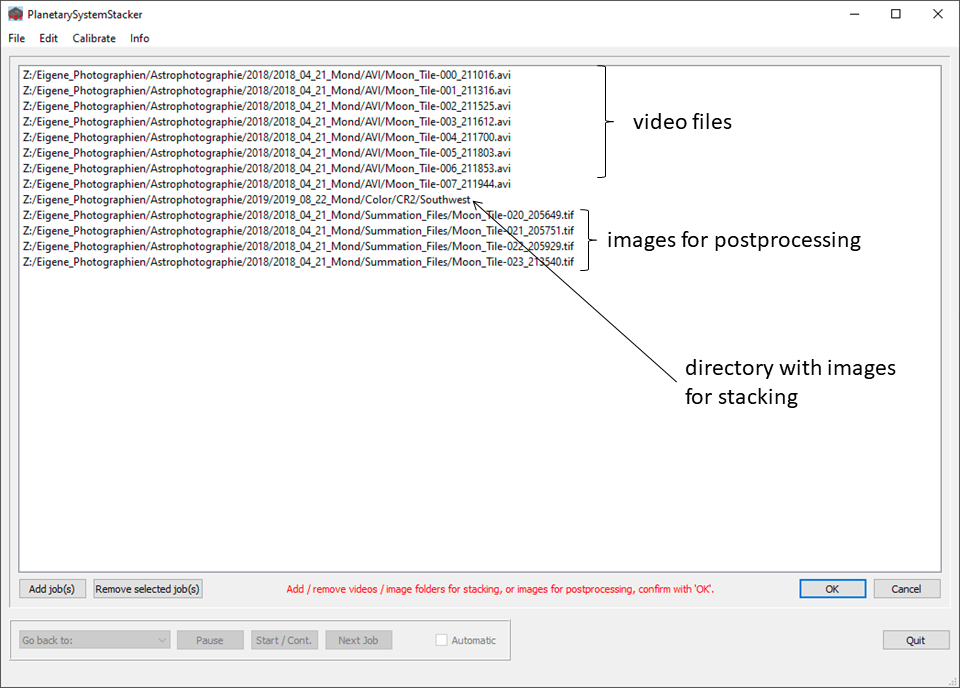 PlanetarySystemStacker
File Edit Calibrate Info
Z:/Eigene_Photographien/Astrophotographie/2018/2018_04_21_Mond/AVI/Moon_Tile-000_211016.avi
Z:/Eigene_Photographien/Astrophotographie/2018/2018_04_21_Mond/AVI/Moon_Tile-001_211316.avi
Z:/Eigene_Photographien/Astrophotographie/2018/2018_04_21_Mond/AVI/Moon_Tile-002_211525.avi
Z:/Eigene_Photographien/Astrophotographie/2018/2018_04_21_Mond/AVI/Moon_Tile-003_211612.avi
Z:/Eigene_Photographien/Astrophotographie/2018/2018_04_21_Mond/AVI/Moon_Tile-004_211700.avi
Z:/Eigene_Photographien/Astrophotographie/2018/2018_04_21_Mond/AVI/Moon_Tile-005_211803.avi
Z:/Eigene_Photographien/Astrophotographie/2018/2018_04_21_Mond/AVI/Moon_Tile-006_211853.avi
Z:/Eigene_Photographien/Astrophotographie/2018/2018_04_21_Mond/AVI/Moon_Tile-007_211944.avi
Z:/Eigene_Photographien/Astrophotographie/2019/2019_08_22_Mond/Color/CR2/Southwest
Z:/Eigene_Photographien/Astrophotographie/2018/2018_04_21_Mond/Summation_Files/Moon_Tile-020_205649.tif
Z:/Eigene_Photographien/Astrophotographie/2018/2018_04_21_Mond/Summation_Files/Moon_Tile-021_205751.tif
Z:/Eigene_Photographien/Astrophotographie/2018/2018_04_21_Mond/Summation_Files/Moon_Tile-022_205929.tif
Z:/Eigene_Photographien/Astrophotographie/2018/2018_04_21_Mond/Summation_Files/Moon_Tile-023_213540.tif
video files
images for postprocessing
directory with images
for stacking
Add job(s) Remove selected job(s) Add / remove videos / image folders for stacking, or images for postprocessing, confirm with 'OK'. OK Cancel
Go back to: Pause Start / Cont. Next Job Automatic Quit